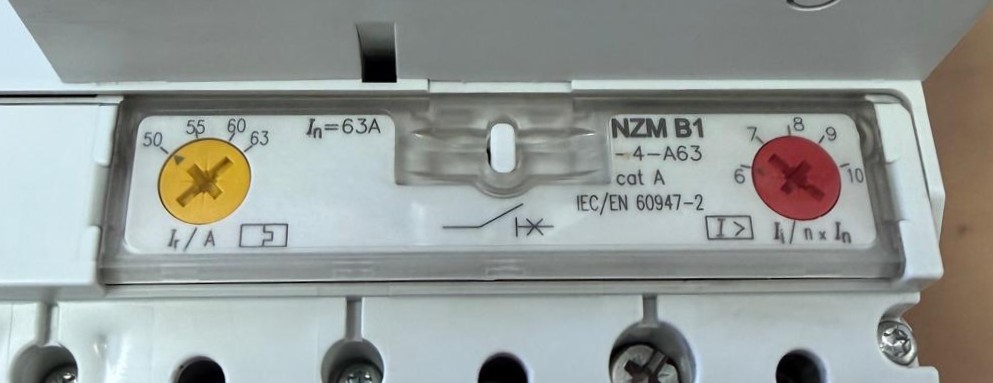 50 55 60 63
In=63A
Ir/A
NZM B1
-4-A63
cat A
IEC/EN 60947-2
I>
6 7 8 9 10
Ii/n x In